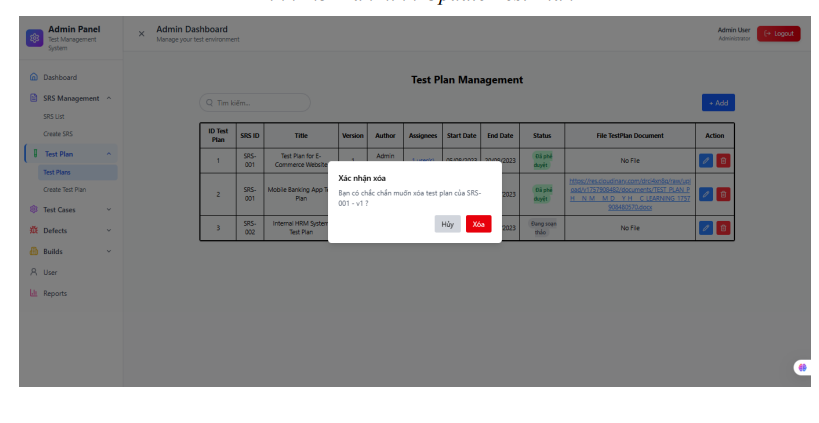 Admin Panel
Test Management
System
Admin Dashboard
Manage your test environment
Admin User
Administrator
Logout
Dashboard
SRS Management
SRS List
Create SRS
Test Plan
Test Plans
Create Test Plan
Test Cases
Defects
Builds
User
Reports
Test Plan Management
Tìm kiếm...
+ Add
ID Test Plan SRS ID Title Version Author Assignees Start Date End Date Status File TestPlan Document Action
1 SRS-001 Test Plan for E-Commerce Website 1 Admin 05/08/2023 2023 Đã phê duyệt No File
2 SRS-001 Mobile Banking App Plan 2023 Đã phê duyệt
3 SRS-002 Internal HRM System Test Plan 2023 Đang soạn thảo No File
Xác nhận xóa
Bạn có chắc chắn muốn xóa test plan của SRS-
001 - v1 ?
Hủy
Xóa